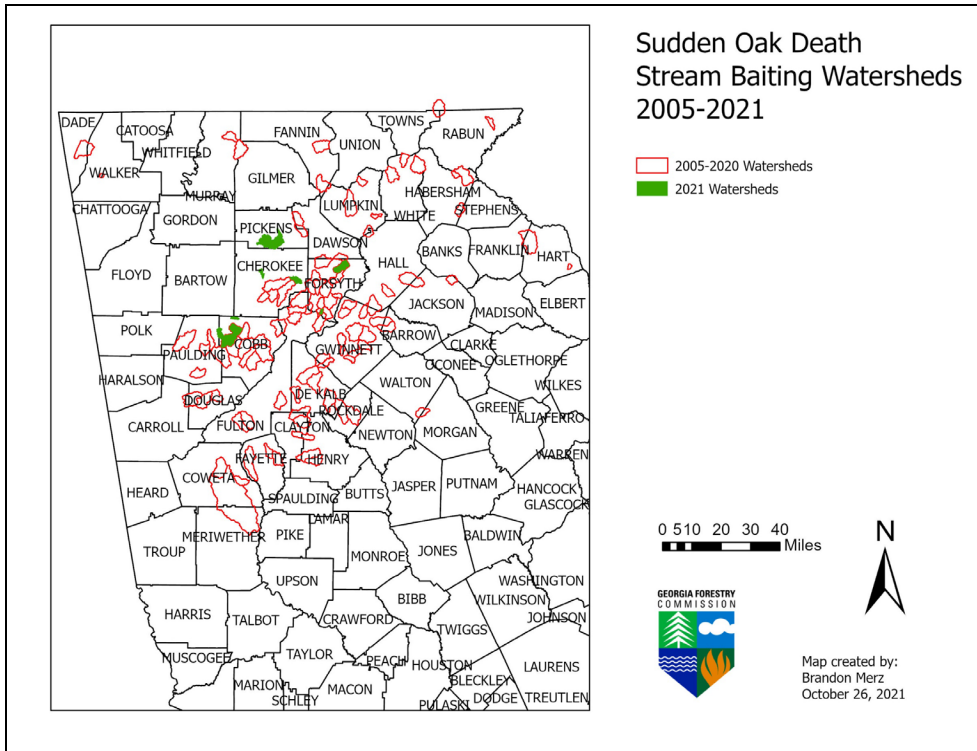 Sudden Oak Death
Stream Baiting Watersheds
2005-2021
2005-2020 Watersheds
2021 Watersheds
DADE
CATOOSA
WHITFIELD
WALKER
MURRAY
FANNIN
UNION
TOWNS
RABUN
GILMER
LUMPKIN
HABERSHAM
WHITE
STEPHENS
CHATTOOGA
GORDON
PICKENS
DAWSON
HALL
BANKS
FRANKLIN
HART
FLOYD
BARTOW
CHEROKEE
FORSYTH
JACKSON
MADISON
ELBERT
POLK
PAULDING
COBB
GWINNETT
BARROW
CLARKE
OCONEE
OGLETHORPE
HARALSON
DOUGLAS
DE KALB
ROCKDALE
WALTON
WILKES
GREENE
TALIAFERRO
CARROLL
FULTON
CLAYTON
NEWTON
MORGAN
WARREN
FAYETTE
HENRY
COWETA
HEARD
SPAULDING
BUTTS
JASPER
PUTNAM
HANCOCK
GLASCOCK
TROUP
MERIWETHER
PIKE
LAMAR
MONROE
JONES
BALDWIN
UPSON
WASHINGTON
WILKINSON
HARRIS
TALBOT
CRAWFORD
BIBB
TWIGGS
JOHNSON
MUSCOGEE
TAYLOR
PEACH
HOUSTON
BLECKLEY
LAURENS
MARION
SCHLEY
MACON
PULASKI
DODGE
TREUTLEN
0 5 10 20 30 40
Miles
N
GEORGIA FORESTRY
COMMISSION
Map created by:
Brandon Merz
October 26, 2021